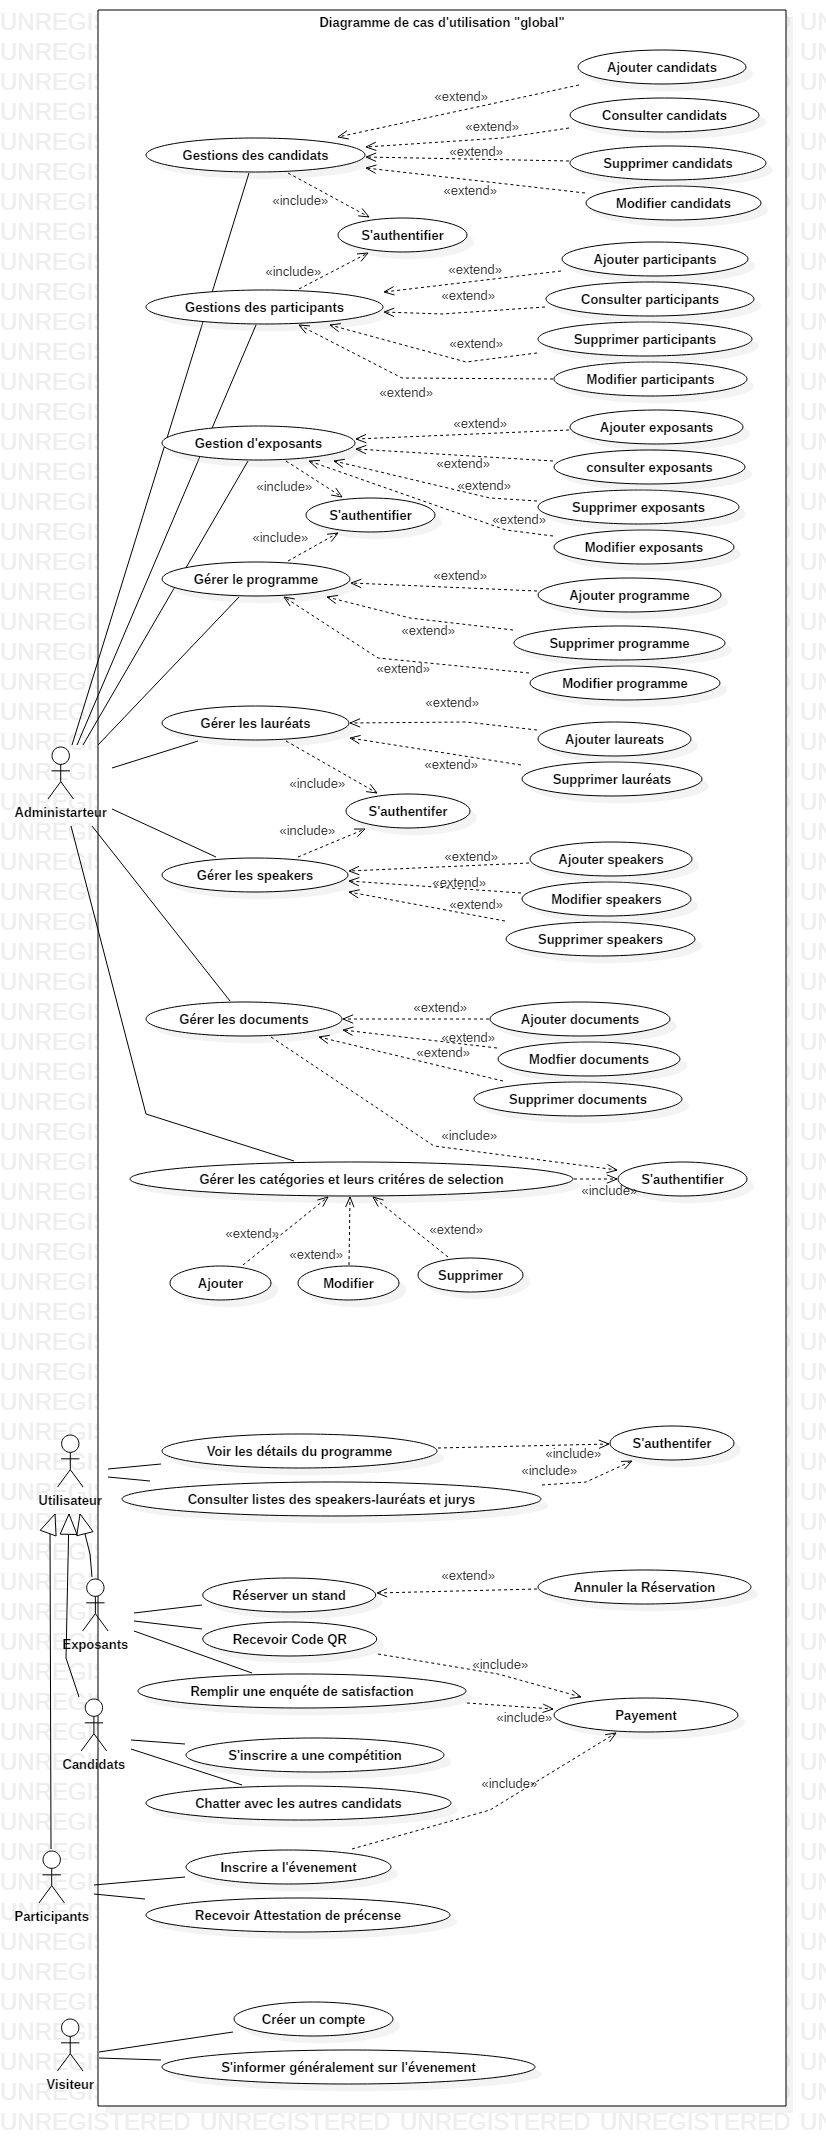 Diagramme de cas d'utilisation "global"
Ajouter candidats
«extend»
Consulter candidats
«extend»
Gestions des candidats
«extend»
Supprimer candidats
«extend»
Modifier candidats
«include»
S'authentifier
Ajouter participants
«include»
«extend»
Gestions des participants
«extend»
Consulter participants
Supprimer participants
«extend»
Modifier participants
«extend»
Ajouter exposants
«extend»
Gestion d'exposants
«extend»
consulter exposants
«include»
«extend»
Supprimer exposants
S'authentifier
«extend»
«include»
Modifier exposants
Gérer le programme
«extend»
Ajouter programme
«extend»
Supprimer programme
«extend»
Modifier programme
«extend»
Gérer les lauréats
Ajouter laureats
«extend»
Supprimer lauréats
«include»
Administarteur
S'authentifer
«include»
«extend»
Ajouter speakers
Gérer les speakers
«extend»
Modifier speakers
«extend»
Supprimer speakers
«extend»
Gérer les documents
Ajouter documents
«extend»
«extend»
Modfier documents
Supprimer documents
«include»
Gérer les catégories et leurs critéres de selection
«include»
S'authentifier
«extend»
«extend»
«extend»
Ajouter
Modifier
Supprimer
Voir les détails du programme
S'authentifer
«include»
«include»
Utilisateur
Consulter listes des speakers-lauréats et jurys
«extend»
Réserver un stand
Annuler la Réservation
Exposants
Recevoir Code QR
«include»
Remplir une enquéte de satisfaction
«include»
Payement
S'inscrire a une compétition
Candidats
«include»
Chatter avec les autres candidats
Inscrire a l'évenement
Participants
Recevoir Attestation de précense
Créer un compte
S'informer généralement sur l'évenement
Visiteur
UNREGISTERED UNREGISTERED UNREGISTERED UNREGISTERED UN